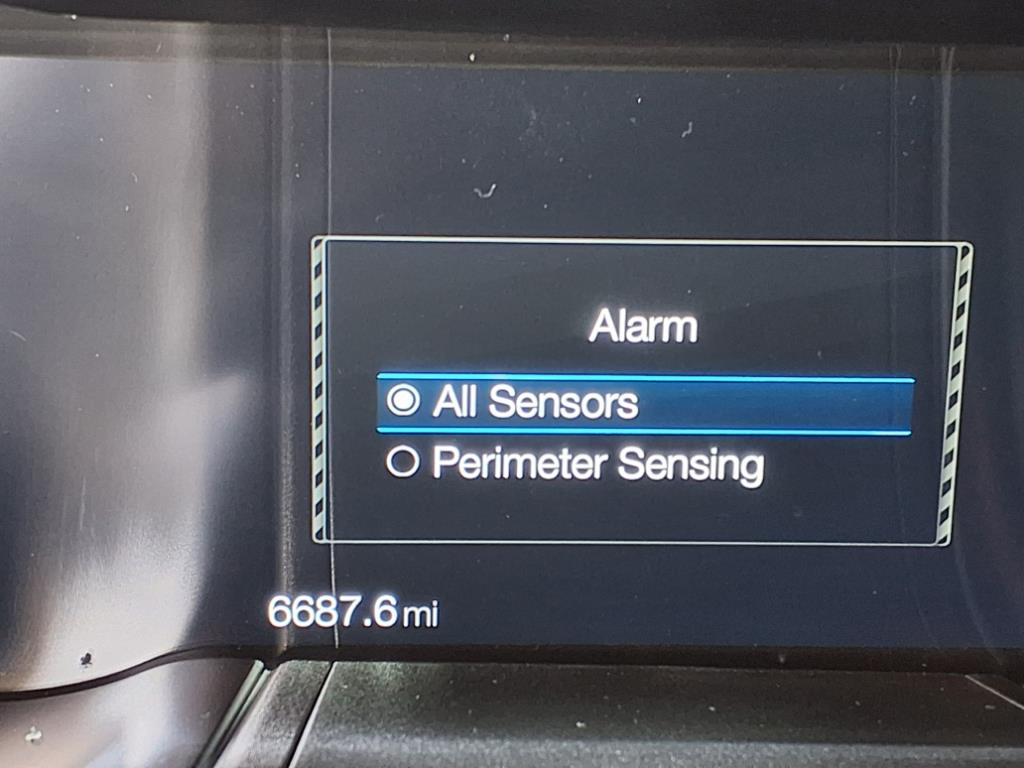 Alarm
All Sensors
Perimeter Sensing
6687.6 mi